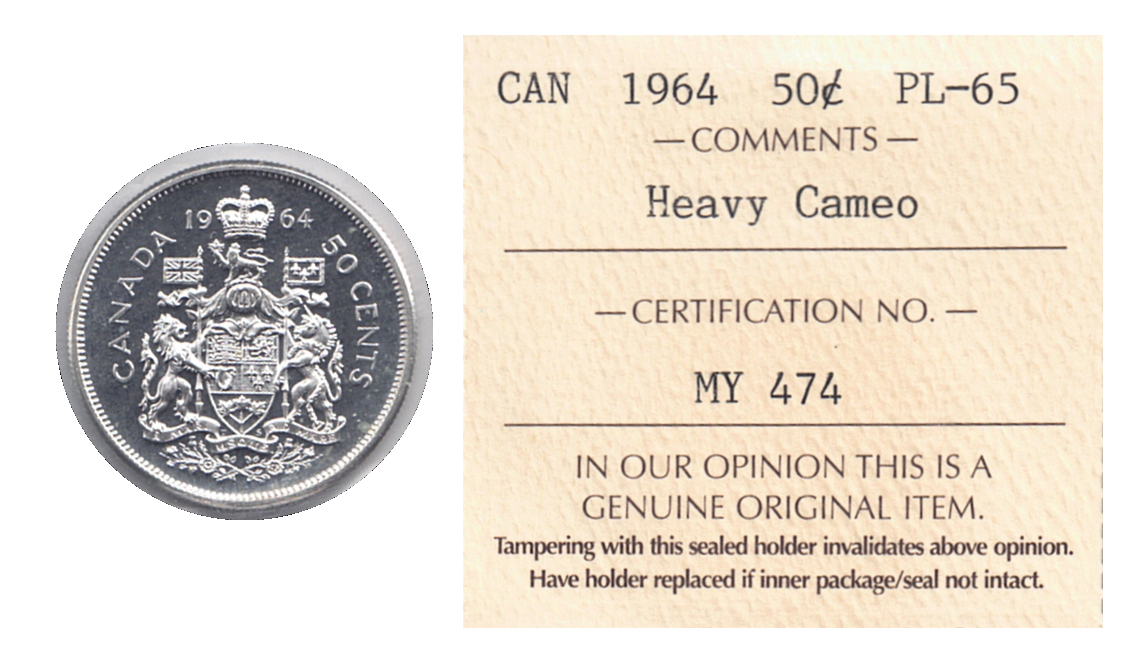 CANADA
19 64
50 CENTS
CAN 1964 50¢ PL-65
— COMMENTS —
Heavy Cameo
— CERTIFICATION NO. —
MY 474
IN OUR OPINION THIS IS A
GENUINE ORIGINAL ITEM.
Tampering with this sealed holder invalidates above opinion.
Have holder replaced if inner package/seal not intact.